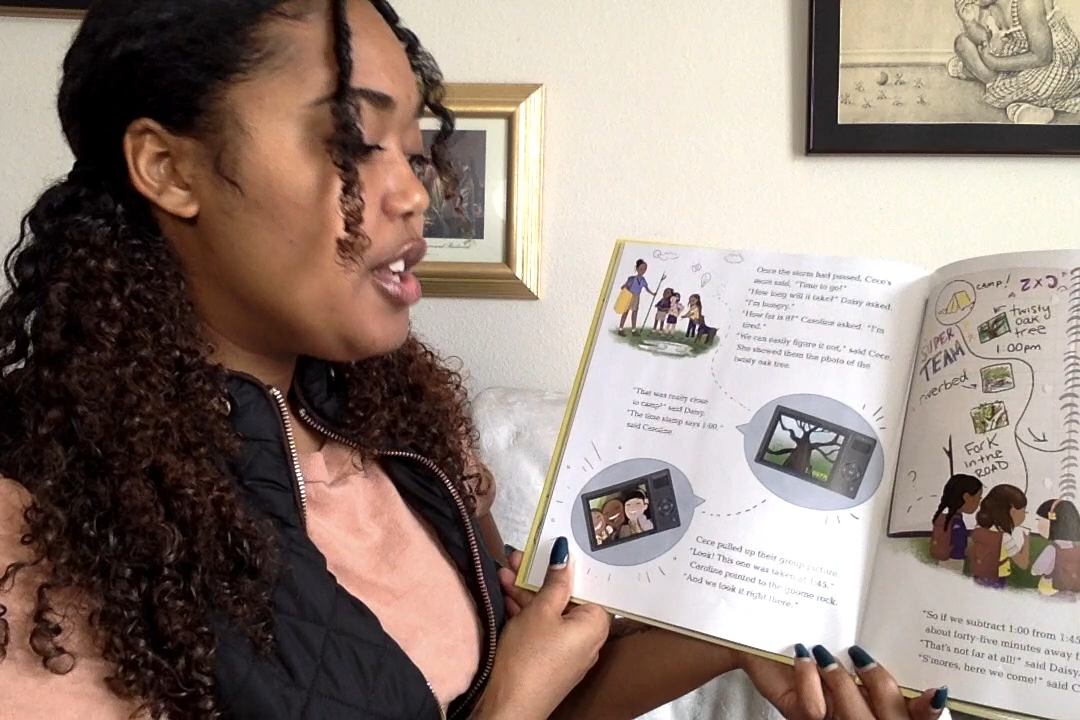 Once the storm had passed, Cece's
mom said, "Time to go!"
"How long will it take?" Daisy asked.
"I'm hungry."
"How far is it?" Caroline asked. "I'm
tired."
"We can easily figure it out," said Cece.
She showed them the photo of the
twisty oak tree.
"That was really close
to camp!" said Daisy.
"The time stamp says 1:00,"
said Caroline.
1:00PM
Cece pulled up their group picture.
"Look! This one was taken at 1:45."
Caroline pointed to the gnome rock.
"And we took it right here."
camp!
SUPER
TEAM
twisty
oak
tree
1:00pm
riverbed
Fork
in the
ROAD
?
"So if we subtract 1:00 from 1:45
about forty-five minutes away
"That's not far at all!" said Daisy.
"S'mores, here we come!" said C